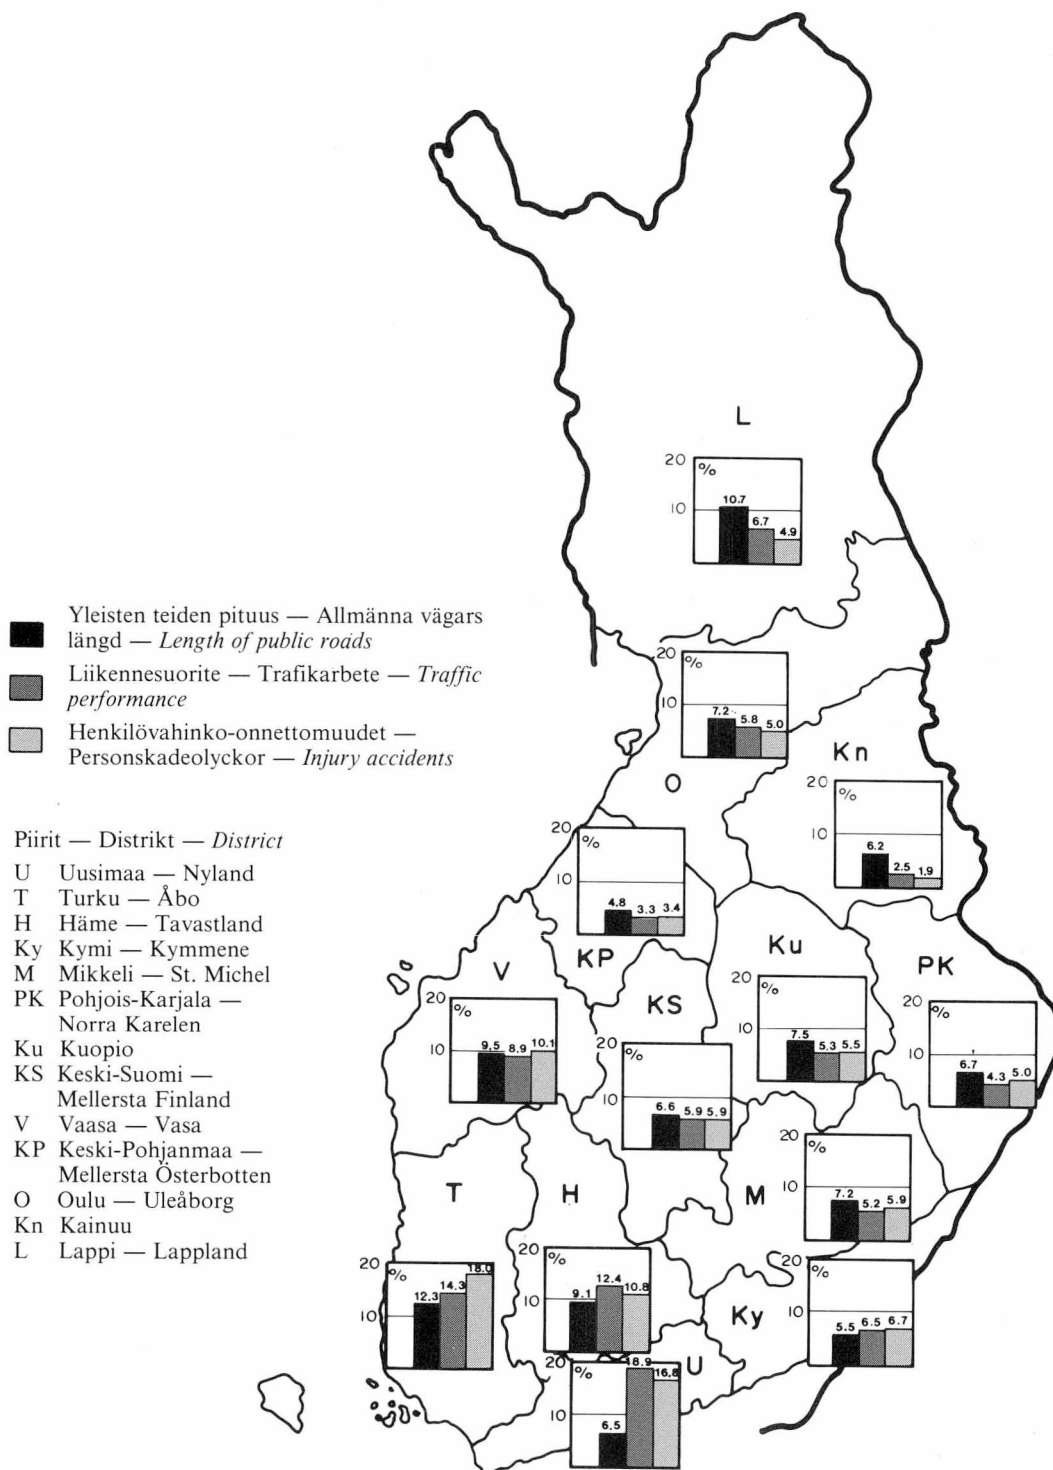 L
20
%
10
10.7
6.7
4.9
Yleisten teiden pituus — Allmänna vägars
längd — Length of public roads
Liikennesuorite — Trafikarbete — Traffic
performance
Henkilövahinko-onnettomuudet —
Personskadeolyckor — Injury accidents
20
%
10
7.2
5.8
5.0
O
Kn
20
%
10
6.2
2.5
1.9
Piirit — Distrikt — District
U Uusimaa — Nyland
T Turku — Åbo
H Häme — Tavastland
Ky Kymi — Kymmene
M Mikkeli — St. Michel
PK Pohjois-Karjala —
Norra Karelen
Ku Kuopio
KS Keski-Suomi —
Mellersta Finland
V Vaasa — Vasa
KP Keski-Pohjanmaa —
Mellersta Österbotten
O Oulu — Uleåborg
Kn Kainuu
L Lappi — Lappland
20
%
10
4.8
3.3
3.4
KP
V
20
%
10
9.5
8.9
10.1
KS
20
%
10
6.6
5.9
5.9
Ku
20
%
10
7.5
5.3
5.5
PK
20
%
10
6.7
4.3
5.0
T
20
%
10
12.3
14.3
18.0
H
20
%
10
9.1
12.4
10.8
M
20
%
10
7.2
5.2
5.9
Ky
20
%
10
5.5
6.5
6.7
U
20
%
10
6.5
18.9
16.8